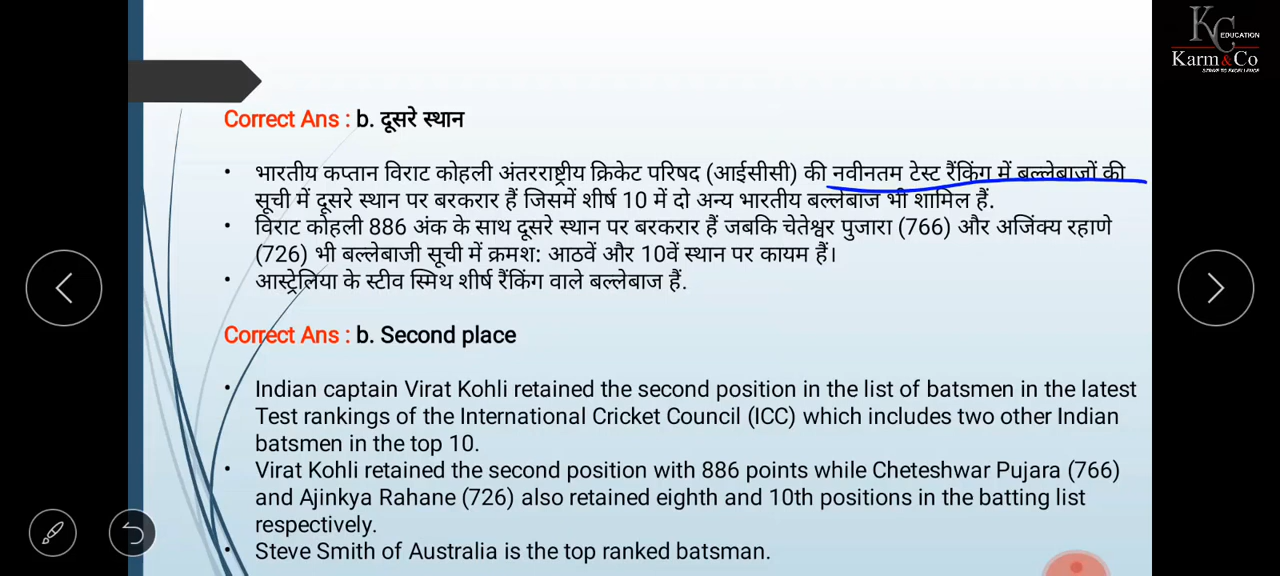 KC EDUCATION
Karm&Co
STRIVE TO EXCELLENCE
Correct Ans : b. दूसरे स्थान
• भारतीय कप्तान विराट कोहली अंतरराष्ट्रीय क्रिकेट परिषद (आईसीसी) की नवीनतम टेस्ट रैंकिंग में बल्लेबाजों की
सूची में दूसरे स्थान पर बरकरार हैं जिसमें शीर्ष 10 में दो अन्य भारतीय बल्लेबाज भी शामिल हैं.
• विराट कोहली 886 अंक के साथ दूसरे स्थान पर बरकरार हैं जबकि चेतेश्वर पुजारा (766) और अजिंक्य रहाणे
(726) भी बल्लेबाजी सूची में क्रमश: आठवें और 10वें स्थान पर कायम हैं।
• आस्ट्रेलिया के स्टीव स्मिथ शीर्ष रैंकिंग वाले बल्लेबाज हैं.
Correct Ans : b. Second place
• Indian captain Virat Kohli retained the second position in the list of batsmen in the latest
Test rankings of the International Cricket Council (ICC) which includes two other Indian
batsmen in the top 10.
• Virat Kohli retained the second position with 886 points while Cheteshwar Pujara (766)
and Ajinkya Rahane (726) also retained eighth and 10th positions in the batting list
respectively.
• Steve Smith of Australia is the top ranked batsman.